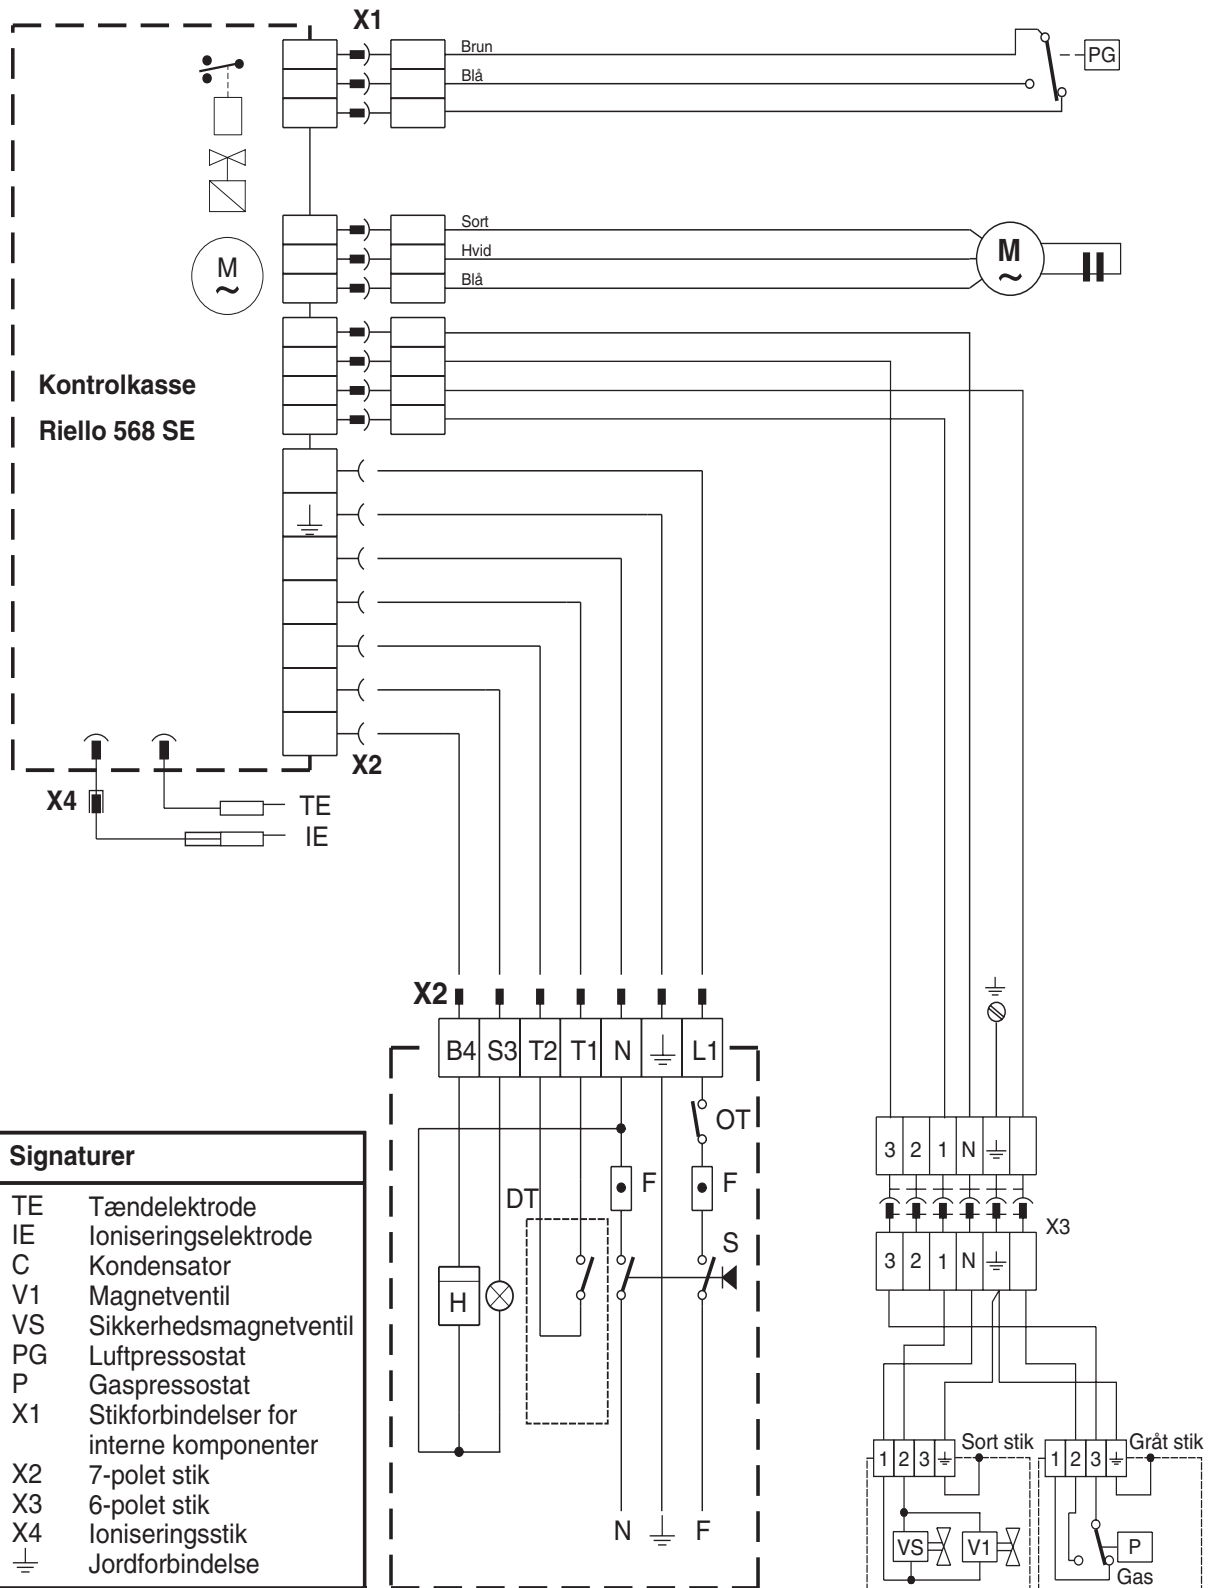 X1
Brun
PG
Blå
Sort
Hvid
Blå
M
~
M
~
Kontrolkasse
Riello 568 SE
X2
X4
TE
IE
X2
B4 S3 T2 T1 N L1
OT
F
F
DT
S
H
N
F
3 2 1 N
X3
3 2 1 N
Sort stik
Gråt stik
1 2 3
1 2 3
VS
V1
P
Gas
Signaturer
TE Tændelektrode
IE Ioniseringselektrode
C Kondensator
V1 Magnetventil
VS Sikkerhedsmagnetventil
PG Luftpressostat
P Gaspressostat
X1 Stikforbindelser for
interne komponenter
X2 7-polet stik
X3 6-polet stik
X4 Ioniseringsstik
Jordforbindelse